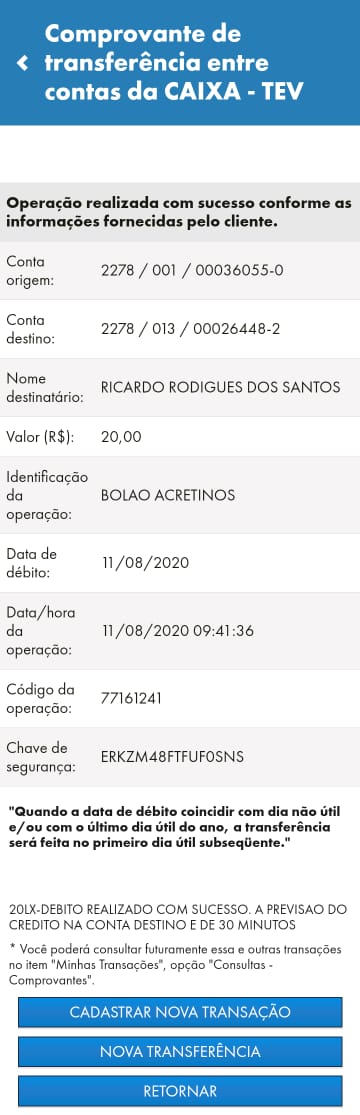 Comprovante de
transferência entre
contas da CAIXA - TEV
Operação realizada com sucesso conforme as
informações fornecidas pelo cliente.
Conta
origem:
2278 / 001 / 00036055-0
Conta
destino:
2278 / 013 / 00026448-2
Nome
destinatário:
RICARDO RODIGUES DOS SANTOS
Valor (R$):
20,00
Identificação
da
operação:
BOLAO ACRETINOS
Data de
débito:
11/08/2020
Data/hora
da
operação:
11/08/2020 09:41:36
Código da
operação:
77161241
Chave de
segurança:
ERKZM48FTFUF0SNS
"Quando a data de débito coincidir com dia não útil
e/ou com o último dia útil do ano, a transferência
será feita no primeiro dia útil subseqüente."
20LX-DEBITO REALIZADO COM SUCESSO. A PREVISAO DO
CREDITO NA CONTA DESTINO E DE 30 MINUTOS
* Você poderá consultar futuramente essa e outras transações
no item "Minhas Transações", opção "Consultas -
Comprovantes".
CADASTRAR NOVA TRANSAÇÃO
NOVA TRANSFERÊNCIA
RETORNAR